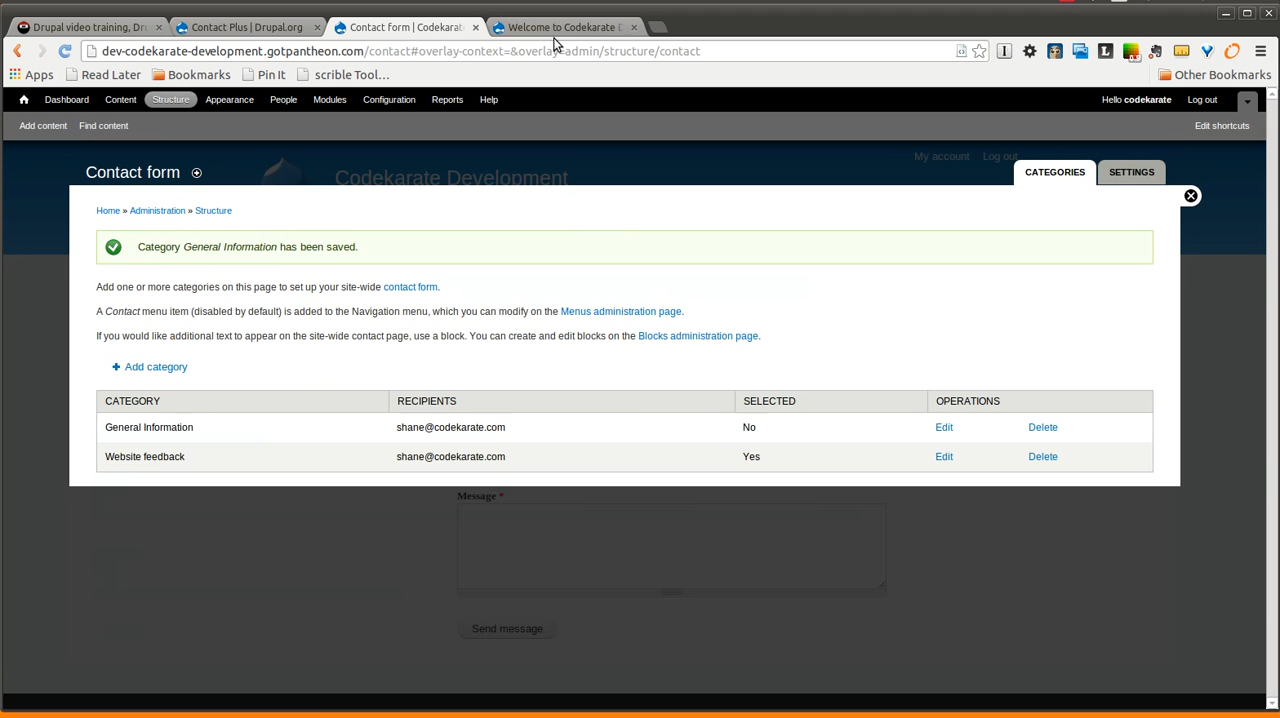 Drupal video training, Dr
Contact Plus | Drupal.org
Contact form | Codekarat
Welcome to Codekarate D
dev-codekarate-development.gotpantheon.com/contact#overlay-context=&overlay=admin/structure/contact
Apps
Read Later
Bookmarks
Pin It
scrible Tool…
Other Bookmarks
Dashboard
Content
Structure
Appearance
People
Modules
Configuration
Reports
Help
Hello codekarate
Log out
Add content
Find content
Edit shortcuts
My account
Log out
Codekarate Development
Contact form
CATEGORIES
SETTINGS
Home » Administration » Structure
Category General Information has been saved.
Add one or more categories on this page to set up your site-wide contact form.
A Contact menu item (disabled by default) is added to the Navigation menu, which you can modify on the Menus administration page.
If you would like additional text to appear on the site-wide contact page, use a block. You can create and edit blocks on the Blocks administration page.
Add category
CATEGORY RECIPIENTS SELECTED OPERATIONS
General Information shane@codekarate.com No Edit Delete
Website feedback shane@codekarate.com Yes Edit Delete
Message *
Send message